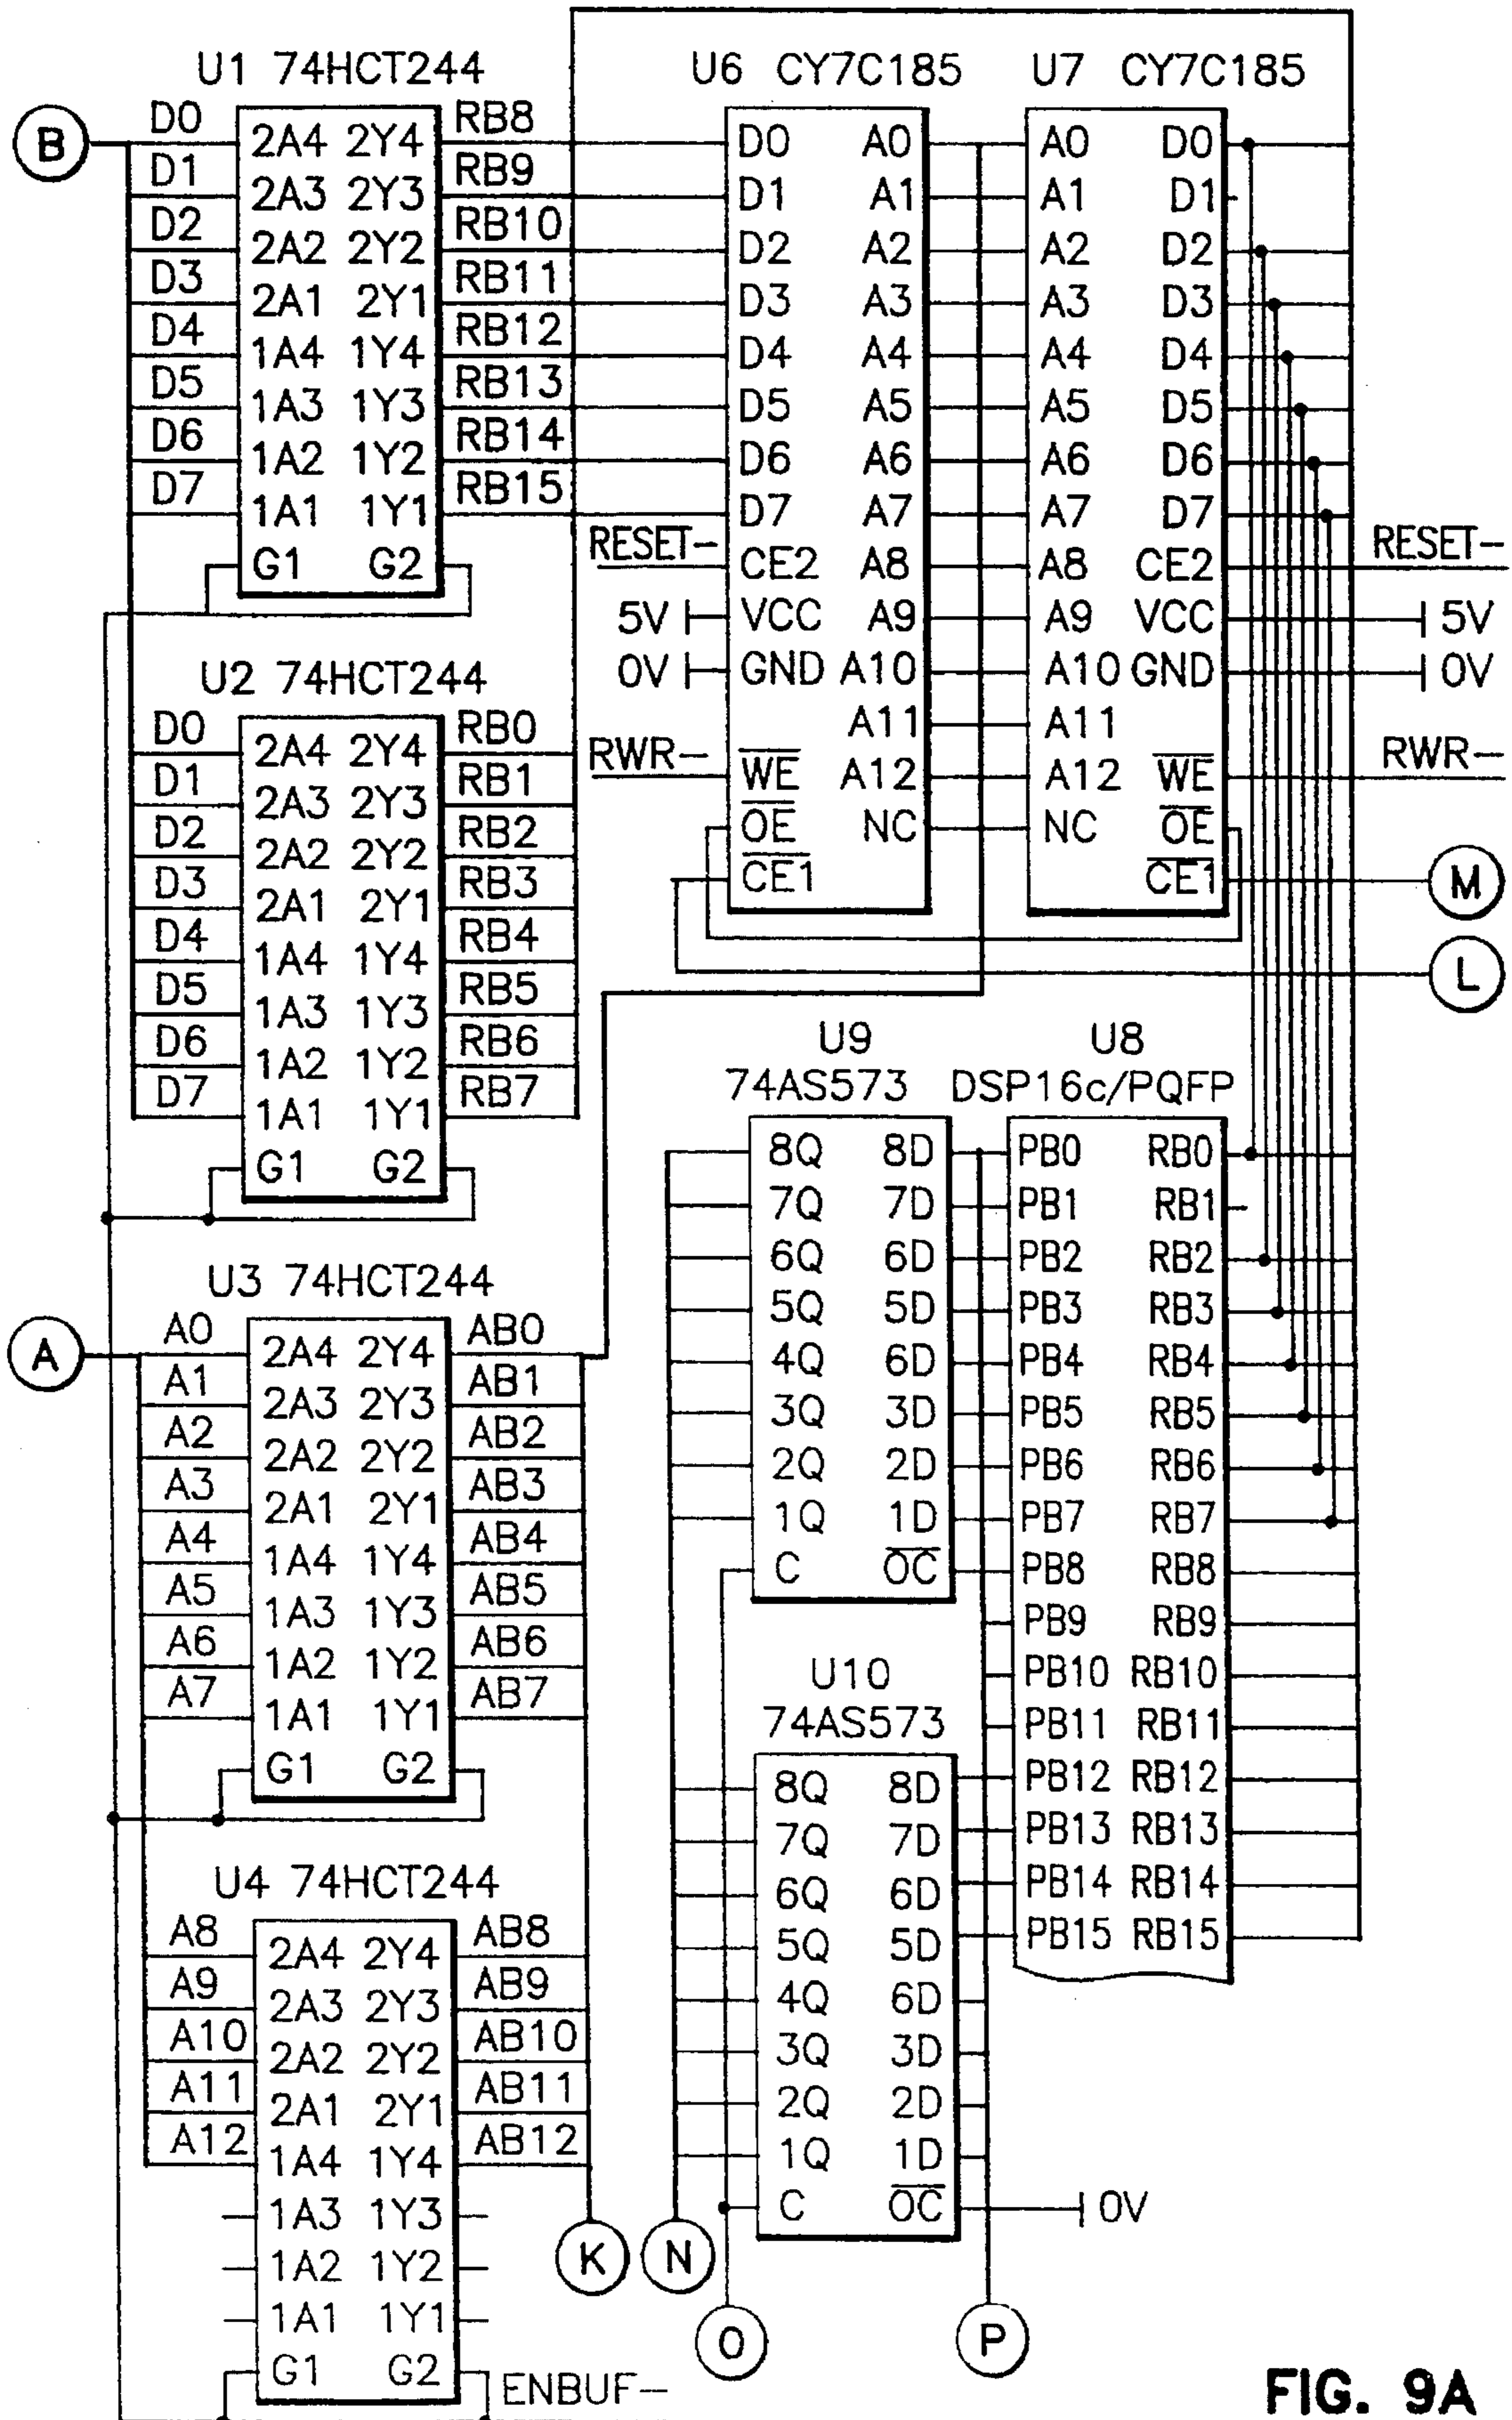 U1 74HCT244
U6 CY7C185
U7 CY7C185
B
D0 2A4 2Y4 RB8
D1 2A3 2Y3 RB9
D2 2A2 2Y2 RB10
D3 2A1 2Y1 RB11
D4 1A4 1Y4 RB12
D5 1A3 1Y3 RB13
D6 1A2 1Y2 RB14
D7 1A1 1Y1 RB15
G1 G2
D0 A0 A0 D0
D1 A1 A1 D1
D2 A2 A2 D2
D3 A3 A3 D3
D4 A4 A4 D4
D5 A5 A5 D5
D6 A6 A6 D6
D7 A7 A7 D7
RESET- CE2 A8 A8 CE2 RESET-
5V VCC A9 A9 VCC 5V
0V GND A10 A10 GND 0V
A11 A11
RWR- WE A12 A12 WE RWR-
OE NC NC OE
CE1 CE1 M
L
U2 74HCT244
D0 2A4 2Y4 RB0
D1 2A3 2Y3 RB1
D2 2A2 2Y2 RB2
D3 2A1 2Y1 RB3
D4 1A4 1Y4 RB4
D5 1A3 1Y3 RB5
D6 1A2 1Y2 RB6
D7 1A1 1Y1 RB7
G1 G2
U3 74HCT244
A
A0 2A4 2Y4 AB0
A1 2A3 2Y3 AB1
A2 2A2 2Y2 AB2
A3 2A1 2Y1 AB3
A4 1A4 1Y4 AB4
A5 1A3 1Y3 AB5
A6 1A2 1Y2 AB6
A7 1A1 1Y1 AB7
G1 G2
U4 74HCT244
A8 2A4 2Y4 AB8
A9 2A3 2Y3 AB9
A10 2A2 2Y2 AB10
A11 2A1 2Y1 AB11
A12 1A4 1Y4 AB12
1A3 1Y3
1A2 1Y2
1A1 1Y1
G1 G2 ENBUF-
U9
74AS573
U8
DSP16c/PQFP
8Q 8D PB0 RB0
7Q 7D PB1 RB1
6Q 6D PB2 RB2
5Q 5D PB3 RB3
4Q 6D PB4 RB4
3Q 3D PB5 RB5
2Q 2D PB6 RB6
1Q 1D PB7 RB7
C OC PB8 RB8
PB9 RB9
PB10 RB10
PB11 RB11
PB12 RB12
PB13 RB13
PB14 RB14
PB15 RB15
U10
74AS573
8Q 8D
7Q 7D
6Q 6D
5Q 5D
4Q 6D
3Q 3D
2Q 2D
1Q 1D
C OC 0V
K N
O P
FIG. 9A